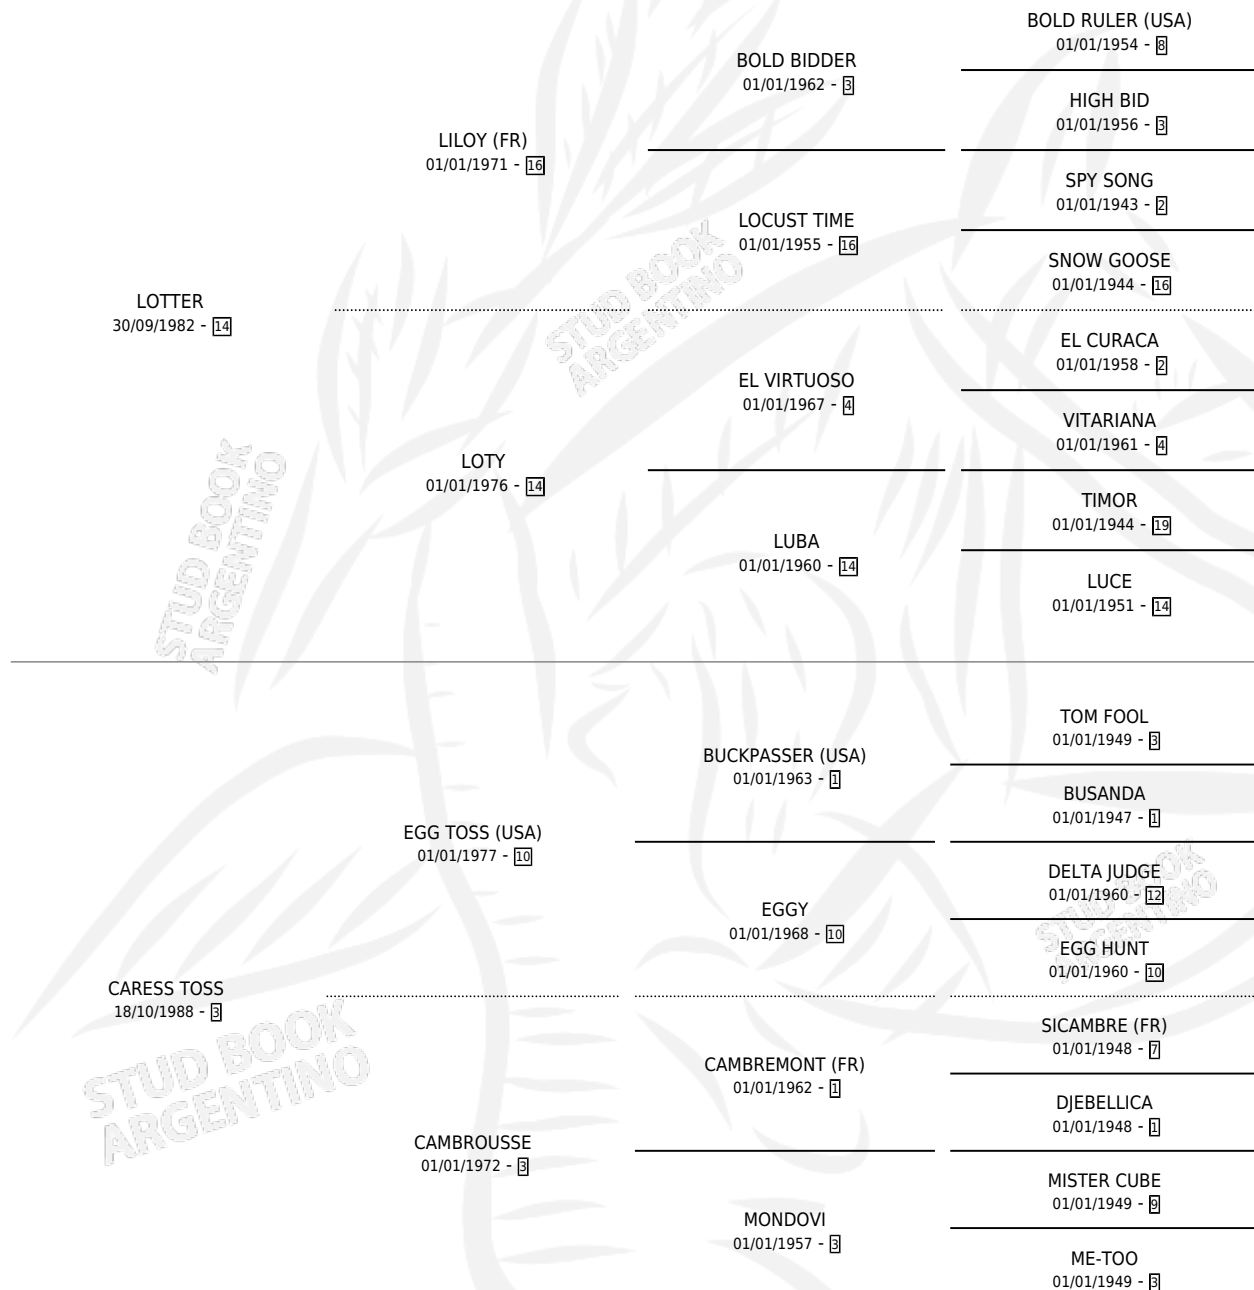 LOTTER
30/09/1982 - 14
LILOY (FR)
01/01/1971 - 16
BOLD BIDDER
01/01/1962 - 3
BOLD RULER (USA)
01/01/1954 - 8
HIGH BID
01/01/1956 - 3
LOCUST TIME
01/01/1955 - 16
SPY SONG
01/01/1943 - 2
SNOW GOOSE
01/01/1944 - 16
LOTY
01/01/1976 - 14
EL VIRTUOSO
01/01/1967 - 4
EL CURACA
01/01/1958 - 2
VITARIANA
01/01/1961 - 4
LUBA
01/01/1960 - 14
TIMOR
01/01/1944 - 19
LUCE
01/01/1951 - 14
CARESS TOSS
18/10/1988 - 3
EGG TOSS (USA)
01/01/1977 - 10
BUCKPASSER (USA)
01/01/1963 - 1
TOM FOOL
01/01/1949 - 3
BUSANDA
01/01/1947 - 1
EGGY
01/01/1968 - 10
DELTA JUDGE
01/01/1960 - 12
EGG HUNT
01/01/1960 - 10
CAMBROUSSE
01/01/1972 - 3
CAMBREMONT (FR)
01/01/1962 - 1
SICAMBRE (FR)
01/01/1948 - 7
DJEBELLICA
01/01/1948 - 1
MONDOVI
01/01/1957 - 3
MISTER CUBE
01/01/1949 - 9
ME-TOO
01/01/1949 - 3
STUD BOOK
ARGENTINO
STUD BOOK
ARGENTINO
STUD BOOK
ARGENTINO
STUD BOOK
ARGENTINO